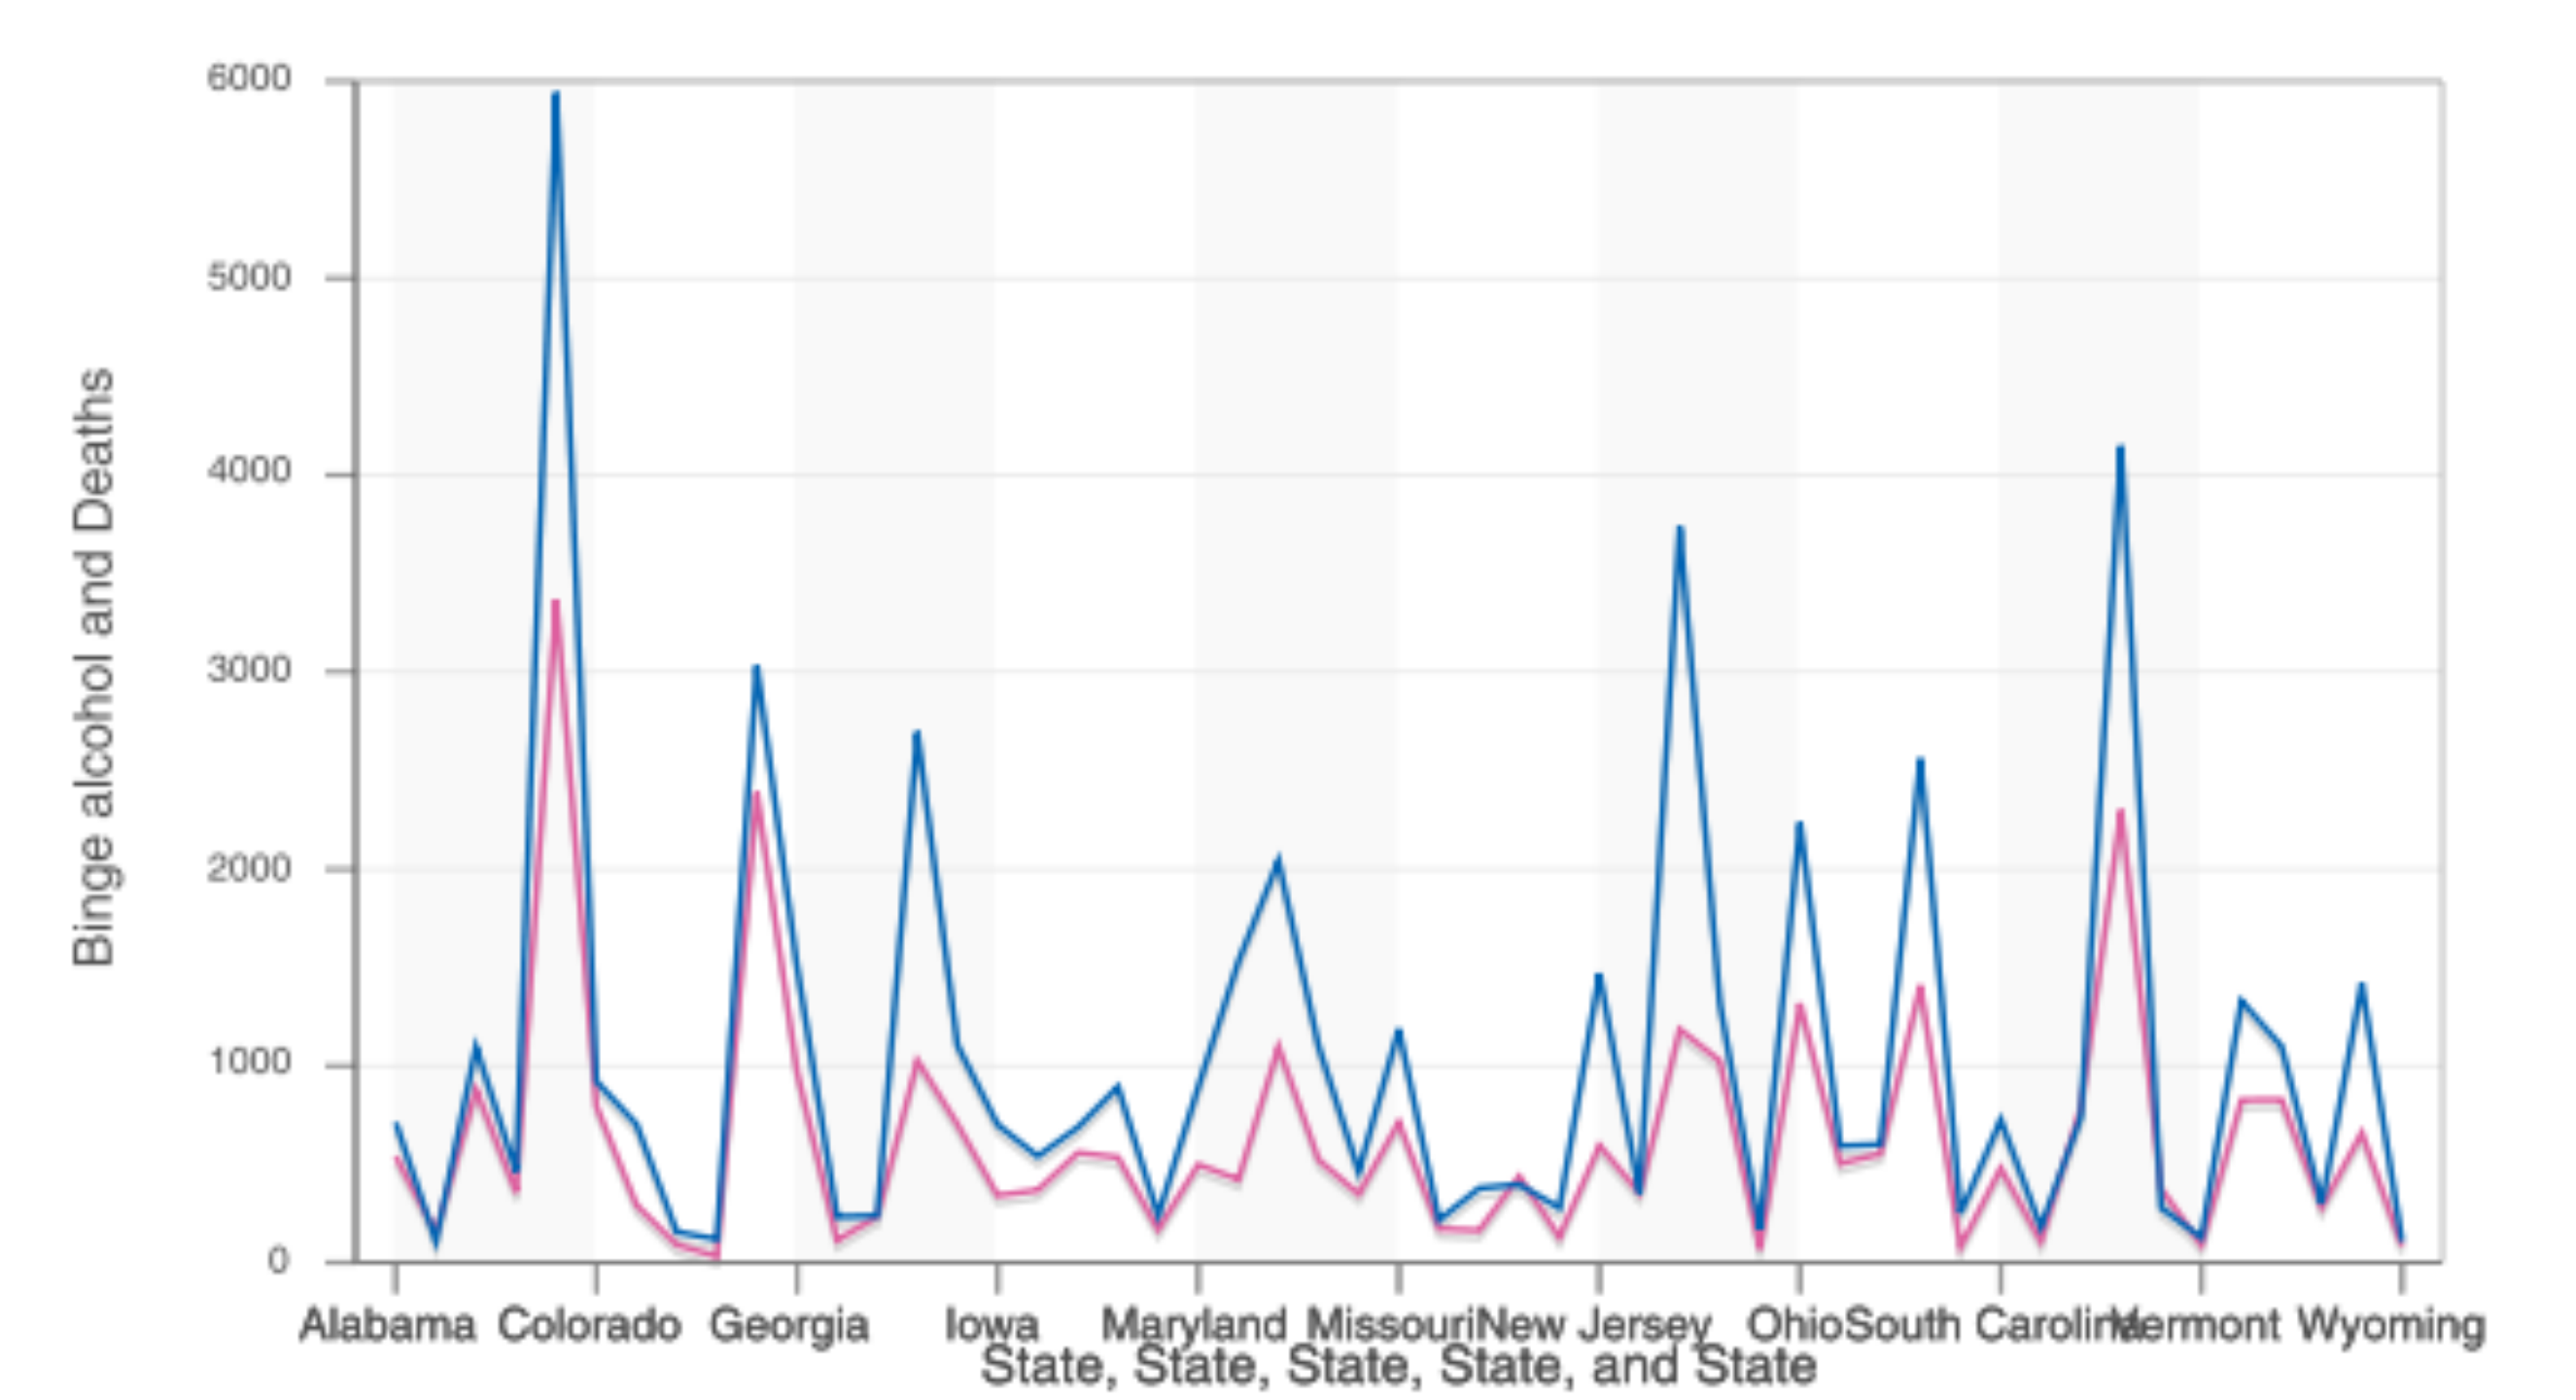 6000
5000
4000
3000
2000
1000
0
Binge alcohol and Deaths
Alabama Colorado Georgia Iowa Maryland Missouri New Jersey Ohio South Carolina Vermont Wyoming
State, State, State, State, and State